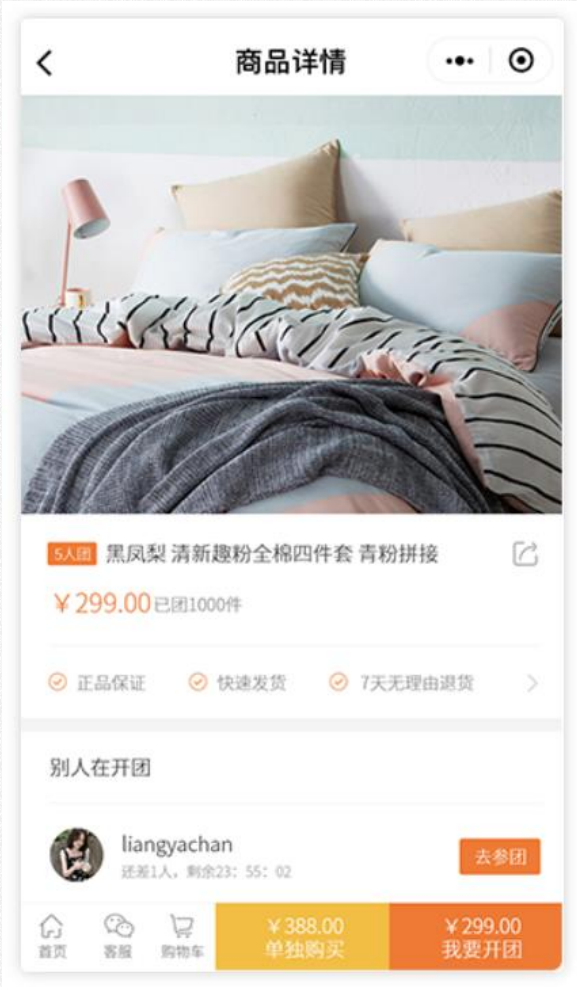 商品详情
5人团 黑凤梨 清新趣粉全棉四件套 青粉拼接
￥299.00 已团1000件
正品保证 快速发货 7天无理由退货
别人在开团
liangyachan
还差1人，剩余23：55：02
去参团
首页 客服 购物车
￥388.00
单独购买
￥299.00
我要开团